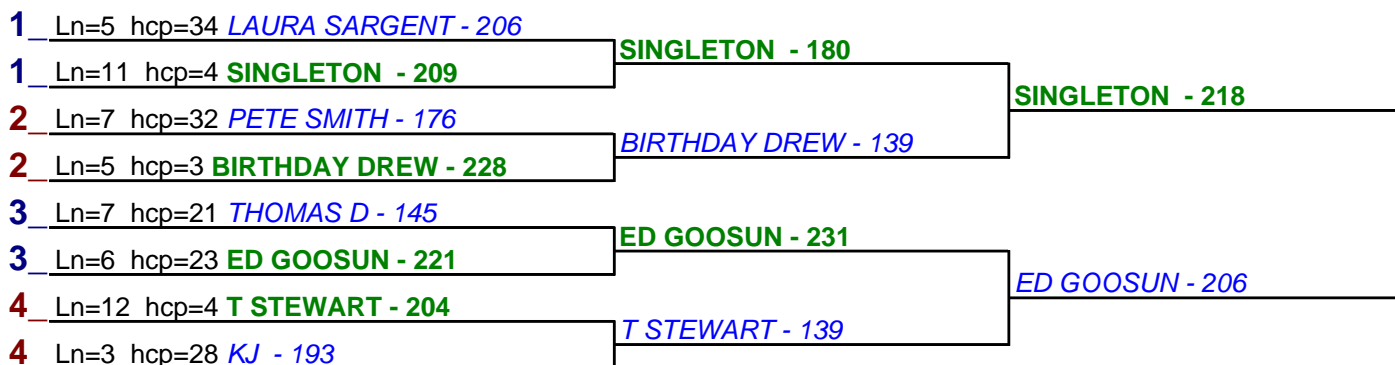 1_ Ln=5 hcp=34 LAURA SARGENT - 206
SINGLETON - 180
1_ Ln=11 hcp=4 SINGLETON - 209
SINGLETON - 218
2_ Ln=7 hcp=32 PETE SMITH - 176
BIRTHDAY DREW - 139
2_ Ln=5 hcp=3 BIRTHDAY DREW - 228
3_ Ln=7 hcp=21 THOMAS D - 145
ED GOOSUN - 231
3_ Ln=6 hcp=23 ED GOOSUN - 221
ED GOOSUN - 206
4_ Ln=12 hcp=4 T STEWART - 204
T STEWART - 139
4 Ln=3 hcp=28 KJ - 193